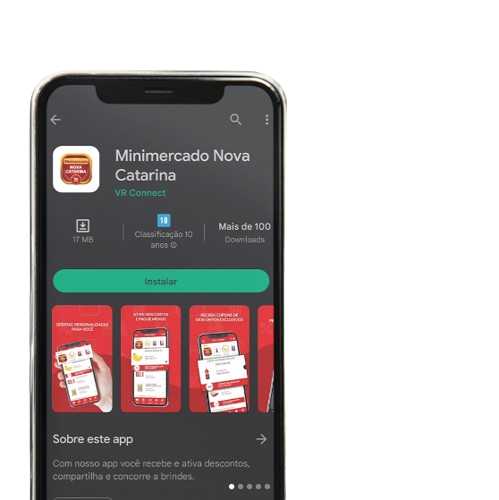 Minimercado Nova
Catarina
VR Connect
NOVA
CATARINA
10
Mais de 100
17 MB
Classificação 10
anos
Downloads
Instalar
OFERTAS PERSONALIZADAS
PARA VOCÊ
ATIVE DESCONTOS
E PAGUE MENOS
RECEBA CUPONS DE
DESCONTOS EXCLUSIVOS
Sobre este app
Com nosso app você recebe e ativa descontos,
compartilha e concorre a brindes.